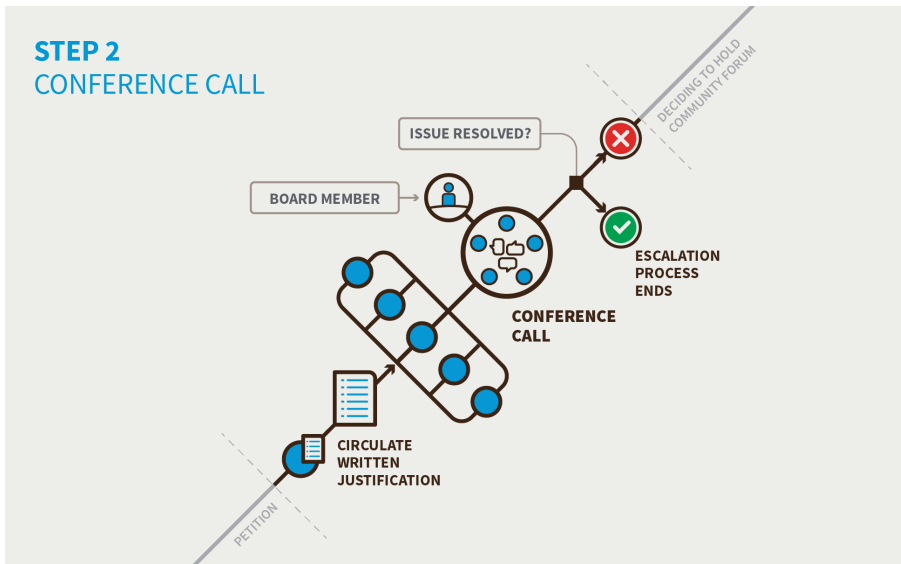 STEP 2
CONFERENCE CALL
DECIDING TO HOLD
COMMUNITY FORUM
ISSUE RESOLVED?
BOARD MEMBER
ESCALATION
PROCESS
ENDS
CONFERENCE
CALL
CIRCULATE
WRITTEN
JUSTIFICATION
PETITION